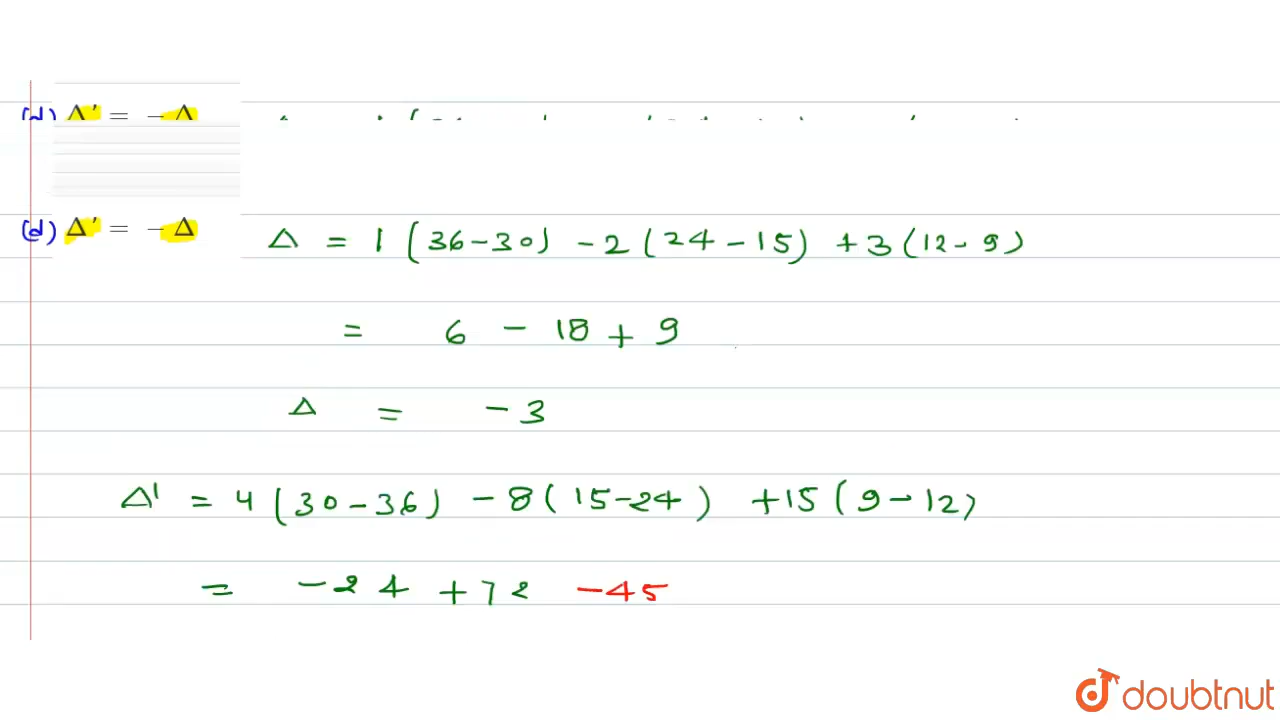 (d) Δ' = − Δ
(d) Δ' = − Δ
Δ = 1 (36-30) - 2 (24-15) + 3 (12-9)
= 6 - 18 + 9
Δ = -3
Δ' = 4 (30-36) - 8 (15-24) + 15 (9-12)
= -24 + 72 -45
doubtnut